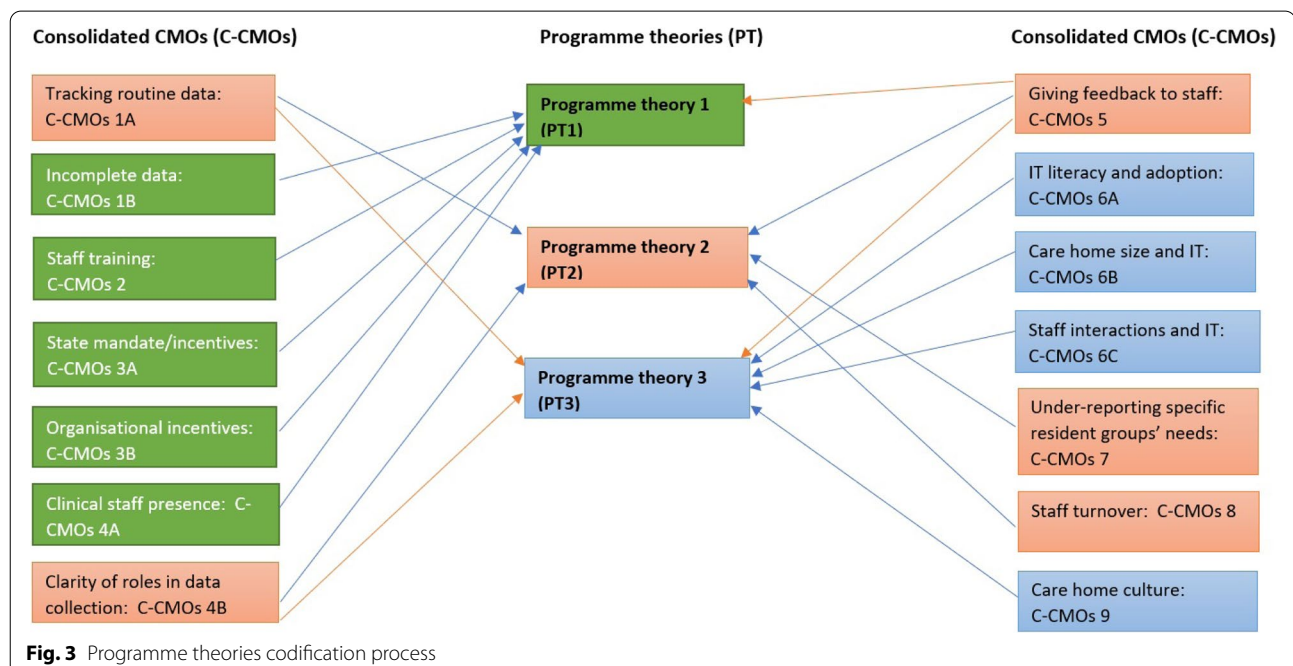 Consolidated CMOs (C-CMOs)
Programme theories (PT)
Consolidated CMOs (C-CMOs)
Tracking routine data:
C-CMOs 1A
Incomplete data:
C-CMOs 1B
Staff training:
C-CMOs 2
State mandate/incentives:
C-CMOs 3A
Organisational incentives:
C-CMOs 3B
Clinical staff presence: C-
CMOs 4A
Clarity of roles in data
collection: C-CMOs 4B
Programme theory 1
(PT1)
Programme theory 2
(PT2)
Programme theory 3
(PT3)
Giving feedback to staff:
C-CMOs 5
IT literacy and adoption:
C-CMOs 6A
Care home size and IT:
C-CMOs 6B
Staff interactions and IT:
C-CMOs 6C
Under-reporting specific
resident groups’ needs:
C-CMOs 7
Staff turnover: C-CMOs 8
Care home culture:
C-CMOs 9
Fig. 3 Programme theories codification process